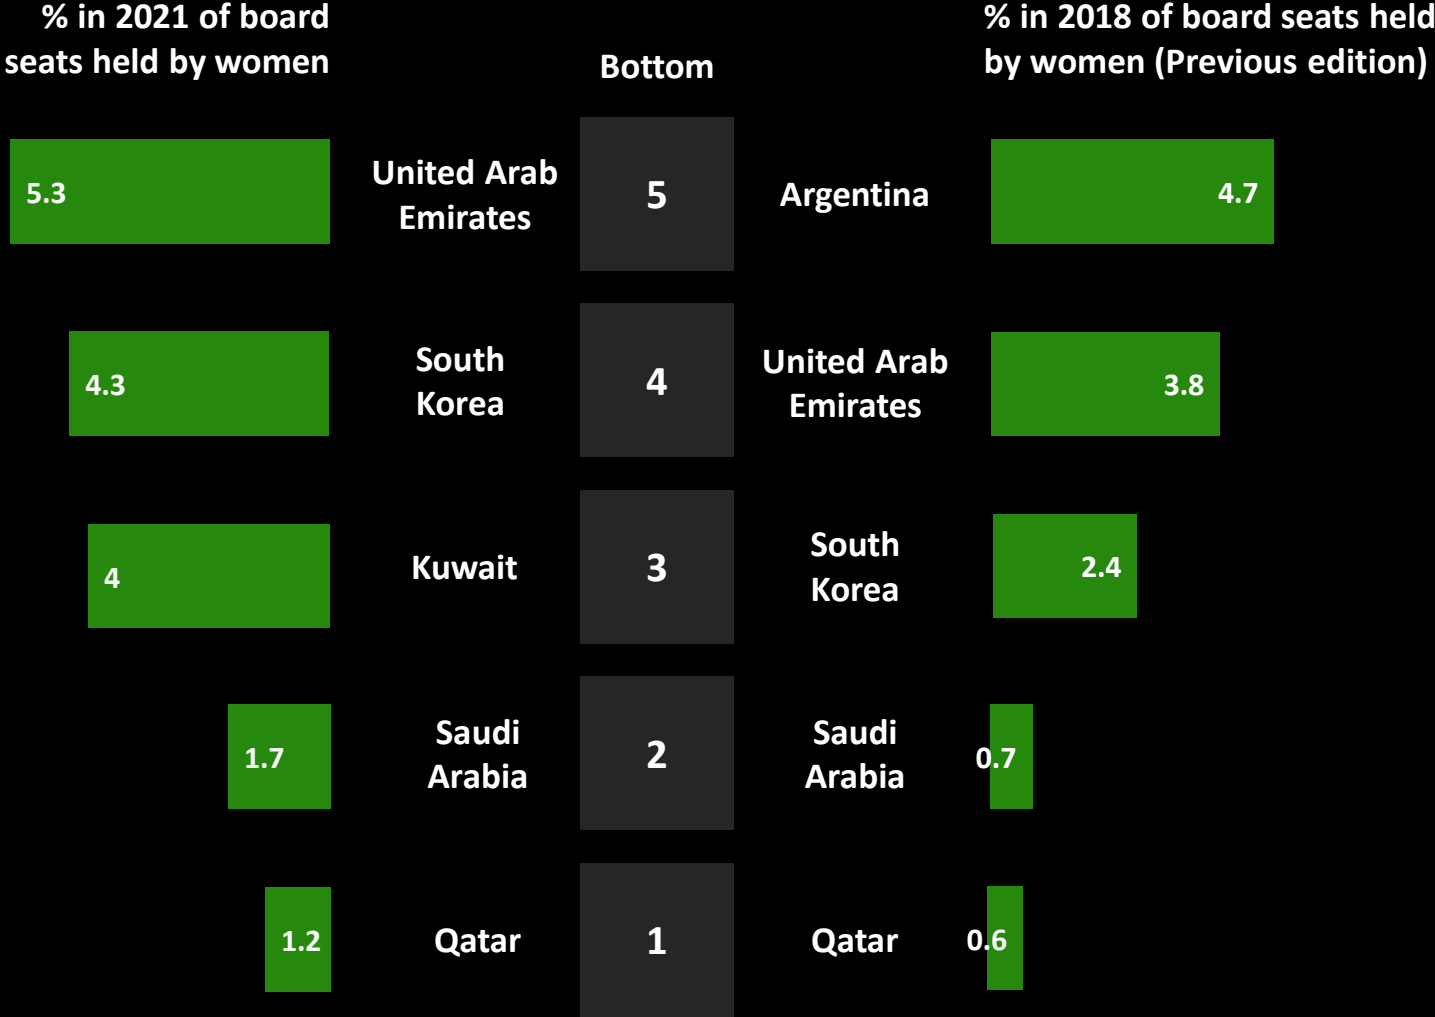 % in 2021 of board
seats held by women
Bottom
% in 2018 of board seats held
by women (Previous edition)
5.3
United Arab
Emirates
5
Argentina
4.7
4.3
South
Korea
4
United Arab
Emirates
3.8
4
Kuwait
3
South
Korea
2.4
1.7
Saudi
Arabia
2
Saudi
Arabia
0.7
1.2
Qatar
1
Qatar
0.6